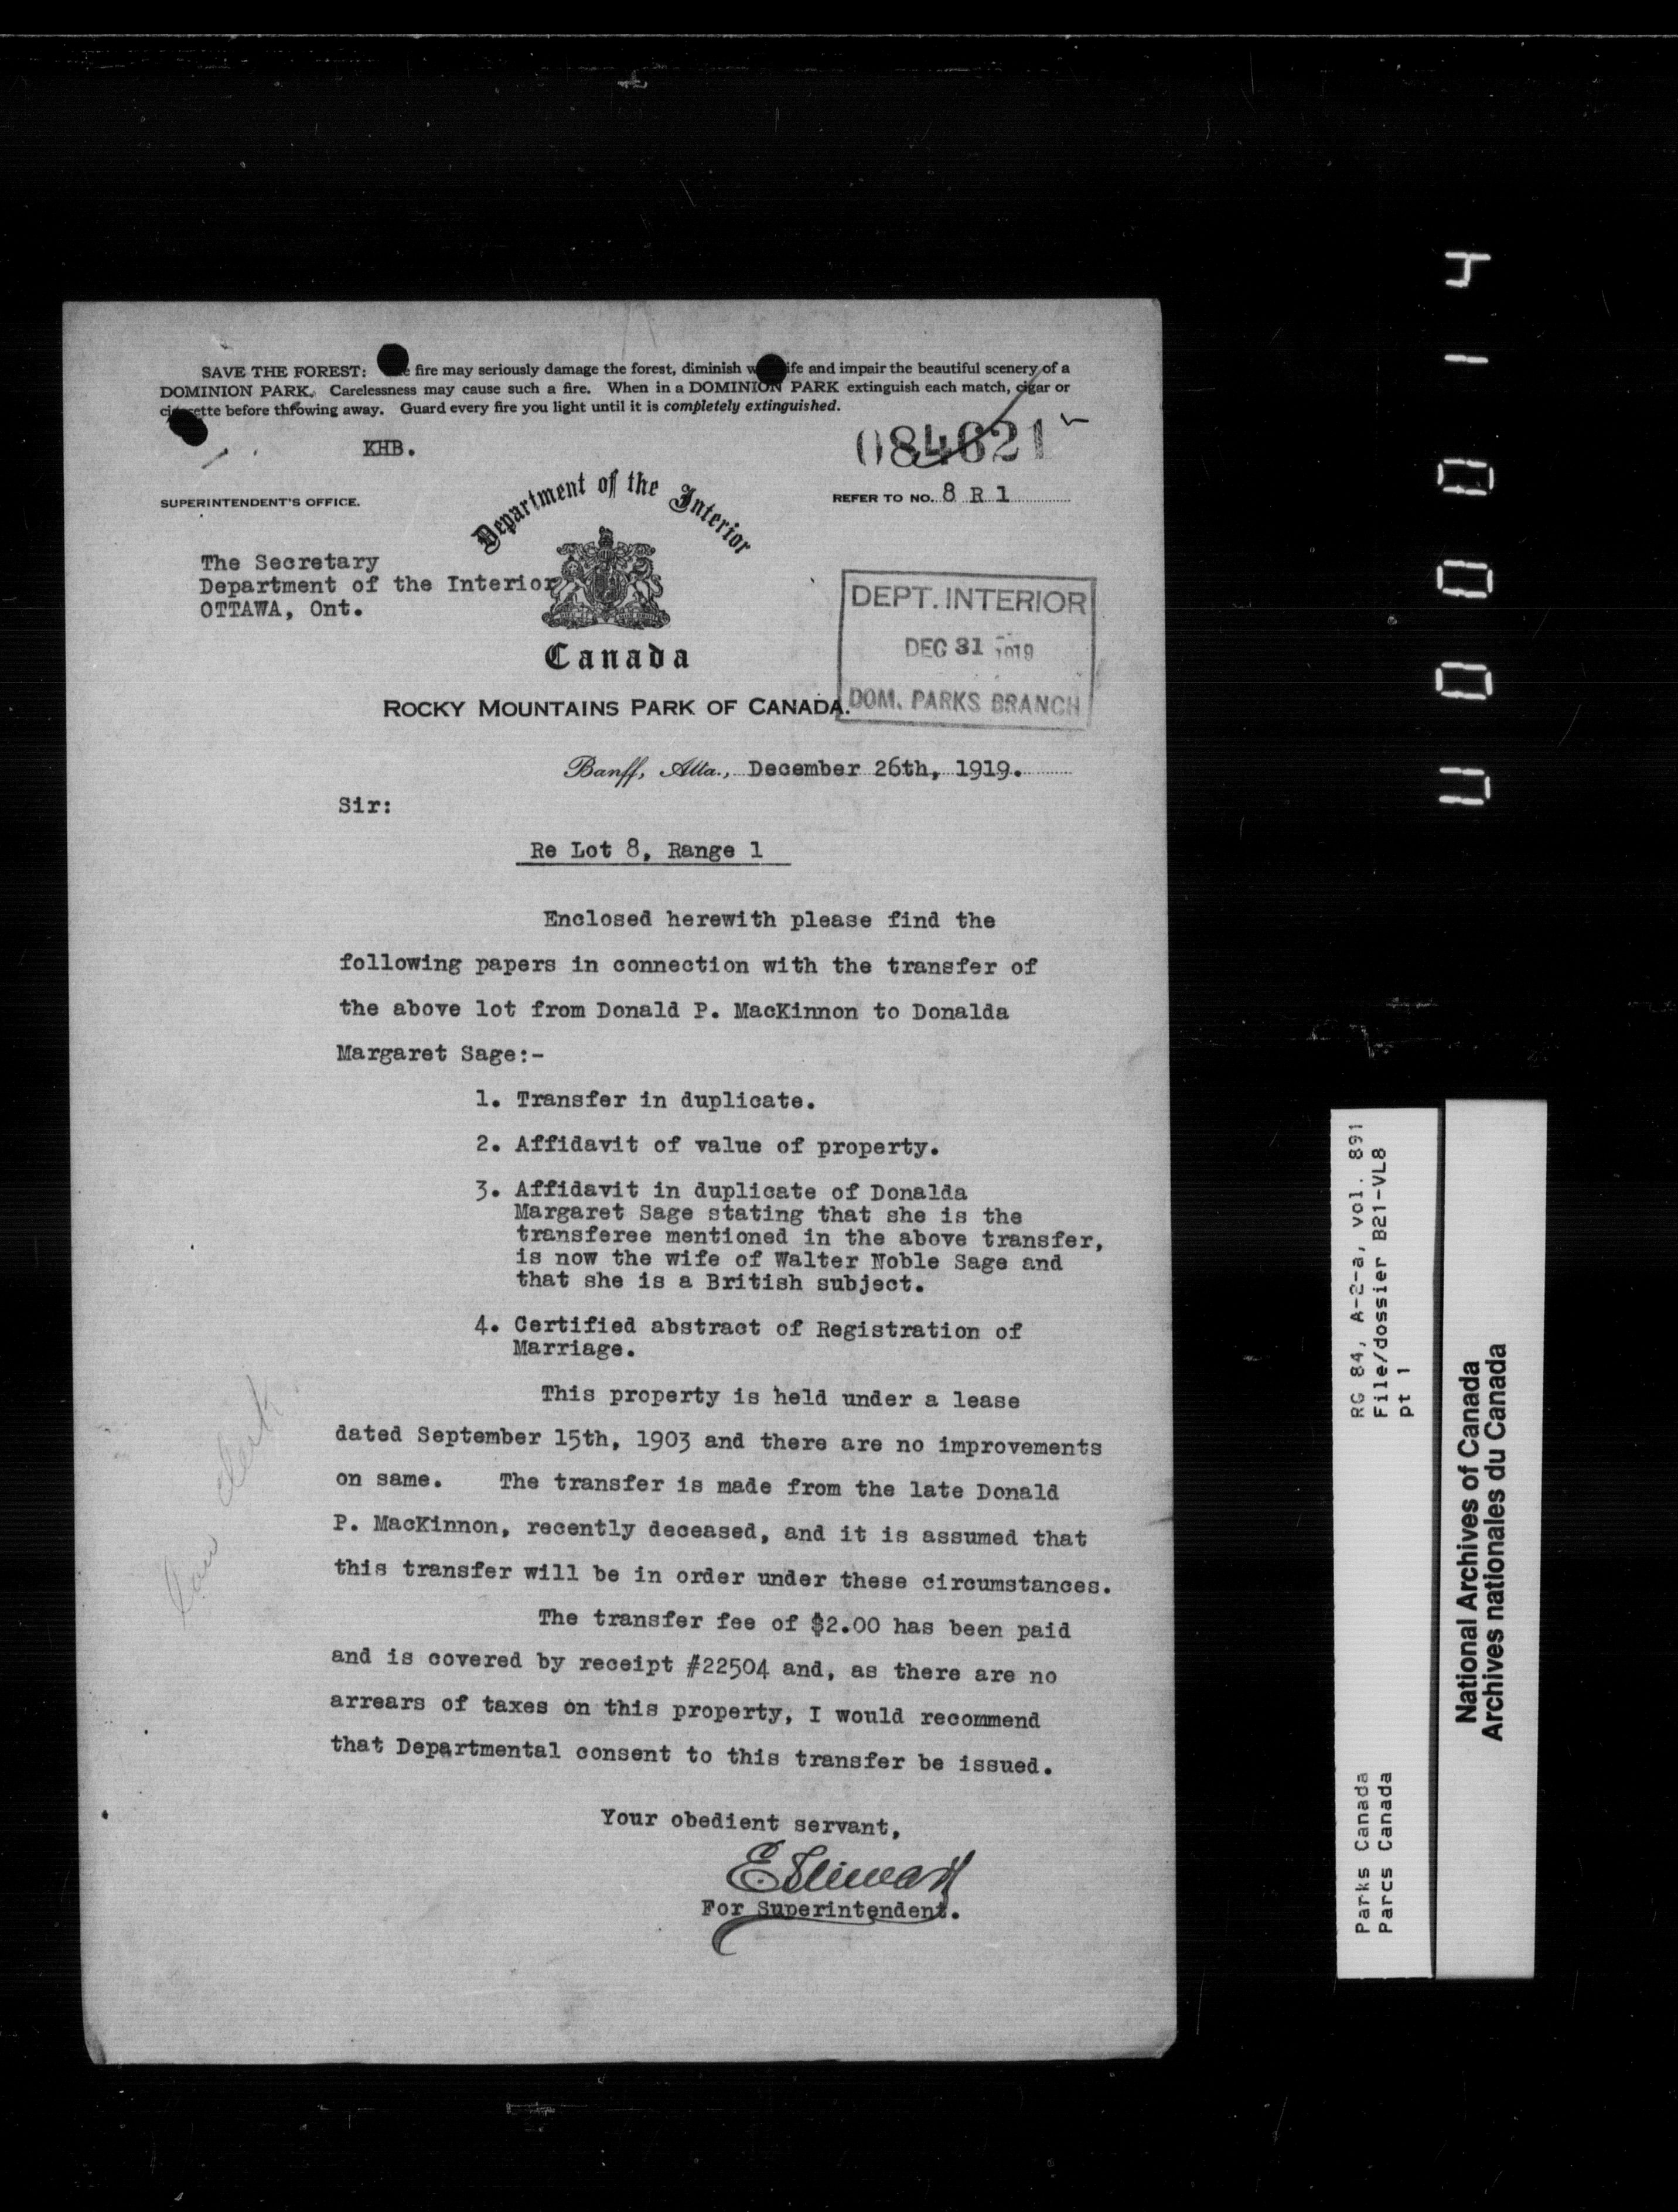 SAVE THE FOREST: fire may seriously damage the forest, diminish and impair the beautiful scenery of a
DOMINION PARK. Carelessness may cause such a fire. When in a DOMINION PARK extinguish each match, cigar or
cigarette before throwing away. Guard every fire you light until it is completely extinguished.
KHB.
084621
SUPERINTENDENT'S OFFICE.
REFER TO NO. 8 R 1
Department of the Interior
The Secretary
Department of the Interior
OTTAWA, Ont.
Canada
DEPT. INTERIOR
DEC 31 1919
DOM. PARKS BRANCH
ROCKY MOUNTAINS PARK OF CANADA.
Banff, Alta., December 26th, 1919.
Sir:
Re Lot 8, Range 1
Enclosed herewith please find the
following papers in connection with the transfer of
the above lot from Donald P. MacKinnon to Donalda
Margaret Sage:-
1. Transfer in duplicate.
2. Affidavit of value of property.
3. Affidavit in duplicate of Donalda
Margaret Sage stating that she is the
transferee mentioned in the above transfer,
is now the wife of Walter Noble Sage and
that she is a British subject.
4. Certified abstract of Registration of
Marriage.
This property is held under a lease
dated September 15th, 1903 and there are no improvements
on same. The transfer is made from the late Donald
P. MacKinnon, recently deceased, and it is assumed that
this transfer will be in order under these circumstances.
The transfer fee of $2.00 has been paid
and is covered by receipt #22504 and, as there are no
arrears of taxes on this property, I would recommend
that Departmental consent to this transfer be issued.
Your obedient servant,
E Stewart
For Superintendent.
Law Clerk
RG 84, A-2-a, vol. 891
File/dossier B21-VL8
pt 1
Parks Canada
Parcs Canada
National Archives of Canada
Archives nationales du Canada